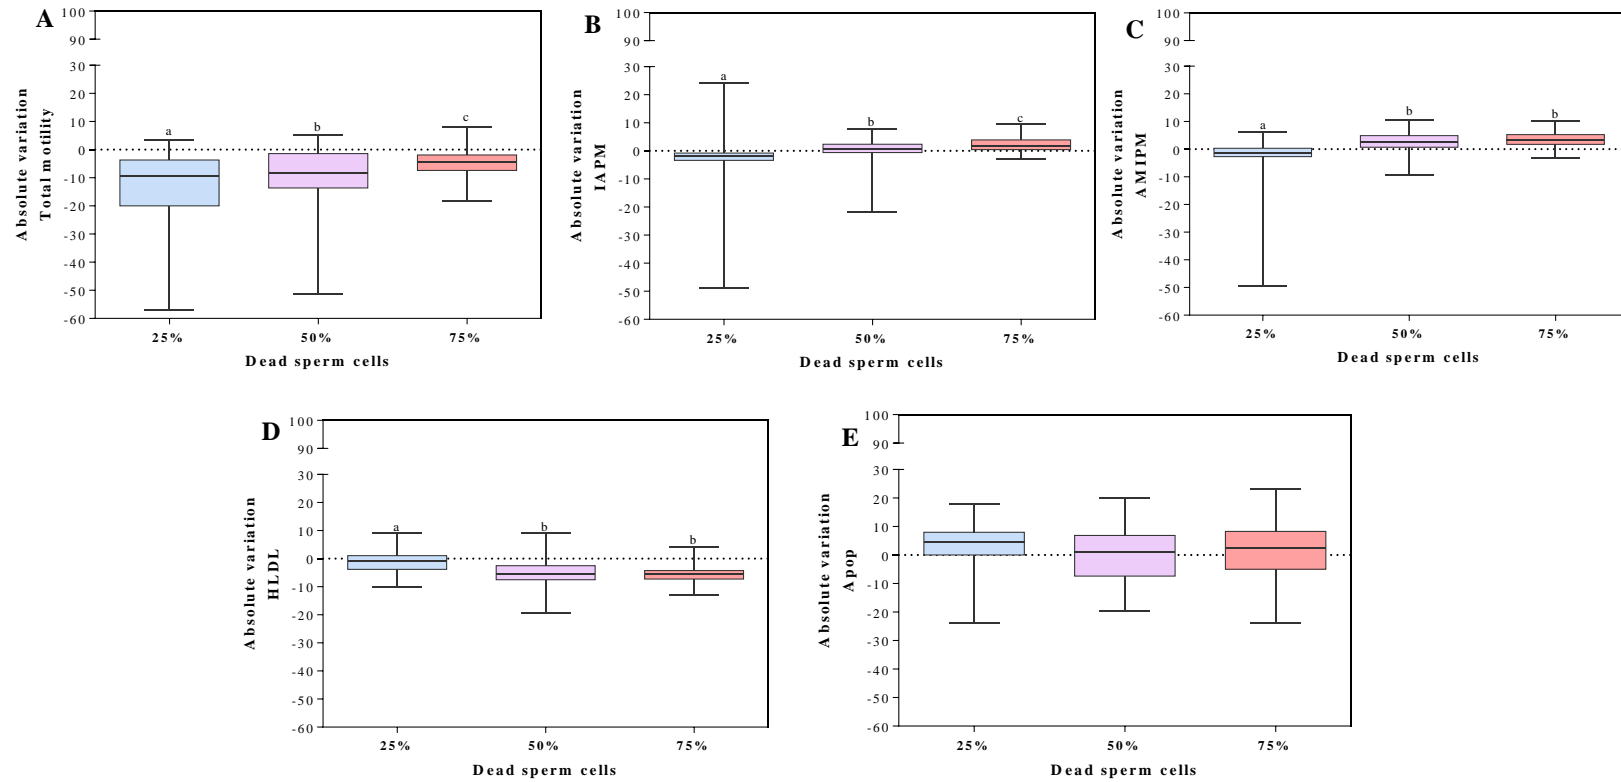 A
Absolute variation
Total motility
100
90
30
20
10
0
-10
-20
-30
-40
-50
-60
a
b
c
25%
50%
75%
Dead sperm cells
B
Absolute variation
IAPM
100
90
30
20
10
0
-10
-20
-30
-40
-50
-60
a
b
c
25%
50%
75%
Dead sperm cells
C
Absolute variation
AMIPM
100
90
30
20
10
0
-10
-20
-30
-40
-50
-60
a
b
b
25%
50%
75%
Dead sperm cells
D
Absolute variation
HLDL
100
90
30
20
10
0
-10
-20
-30
-40
-50
-60
a
b
b
25%
50%
75%
Dead sperm cells
E
Absolute variation
Apop
100
90
30
20
10
0
-10
-20
-30
-40
-50
-60
25%
50%
75%
Dead sperm cells